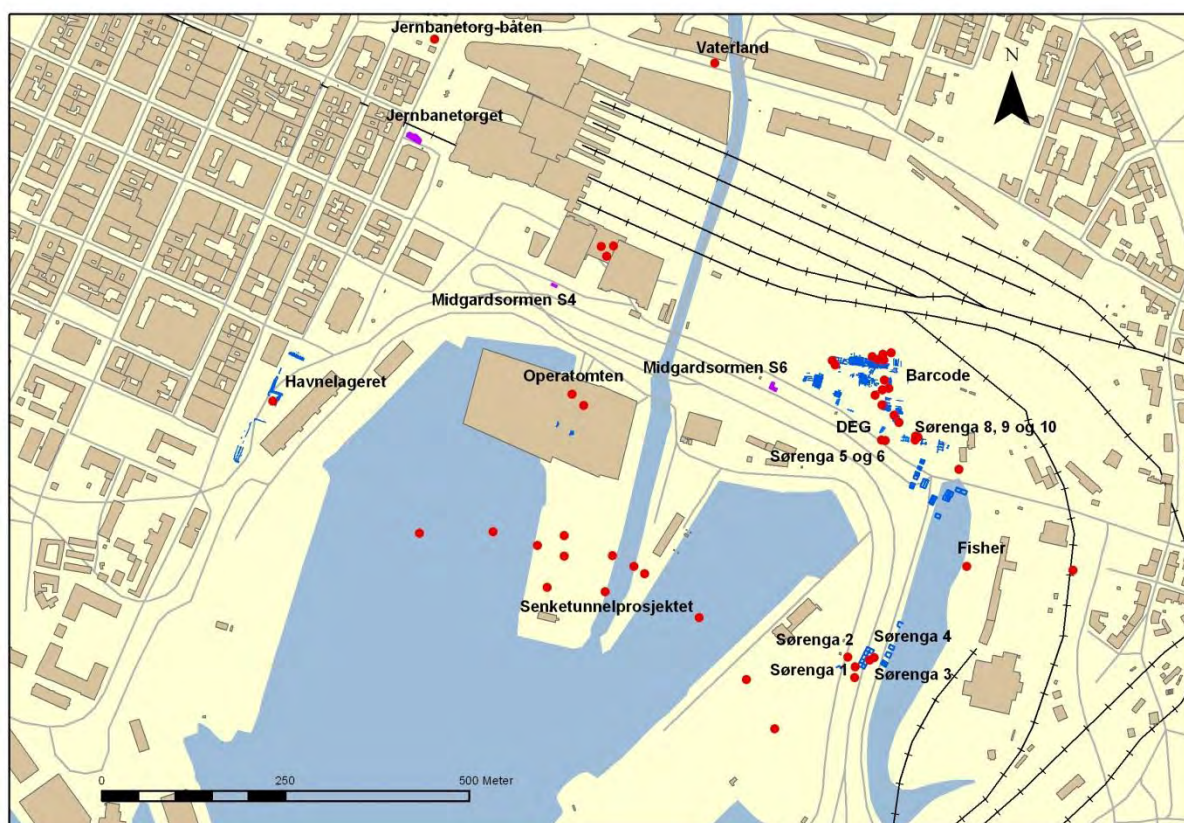 Jernbanetorg-båten
Vaterland
N
Jernbanetorget
Midgardsormen S4
Midgardsormen S6
Barcode
Havnelageret
Operatomten
DEG
Sørenga 8, 9 og 10
Sørenga 5 og 6
Fisher
Senketunnelprosjektet
Sørenga 2
Sørenga 4
Sørenga 1
Sørenga 3
0
250
500 Meter